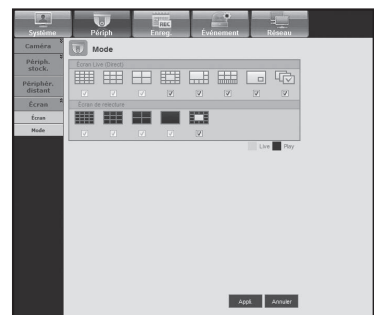 Système Périph Enreg. Événement Réseau
Caméra
Périph. stock.
Périphér. distant
Écran
Écran
Mode
Mode
Écran Live (Direct)
Écran de relecture
Live Play
Appli Annuler